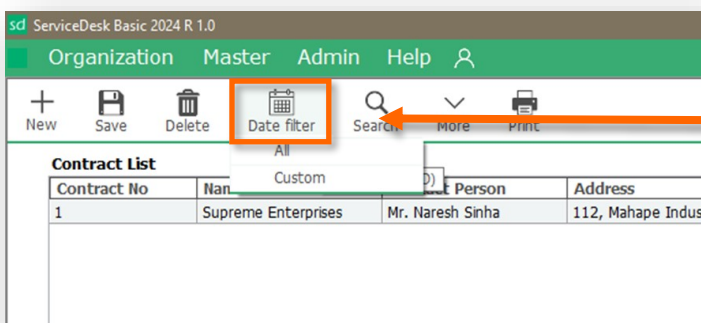 sd ServiceDesk Basic 2024 R 1.0
Organization Master Admin Help
New Save Delete Date filter Search More Print
All
Custom
Contract List
Contract No Person Address
1 Supreme Enterprises Mr. Naresh Sinha 112, Mahape Indus